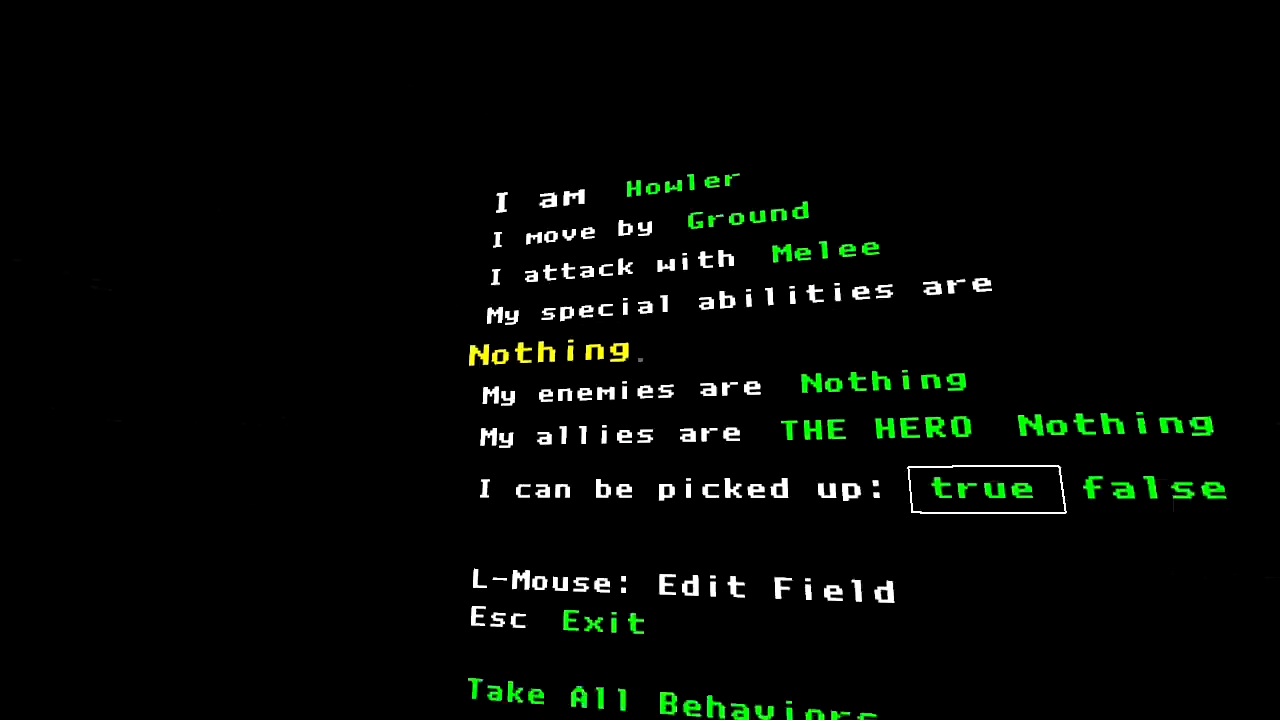 I am Howler
I move by Ground
I attack with Melee
My special abilities are
Nothing.
My enemies are Nothing
My allies are THE HERO Nothing
I can be picked up: true false
L-Mouse: Edit Field
Esc Exit
Take All Behaviors